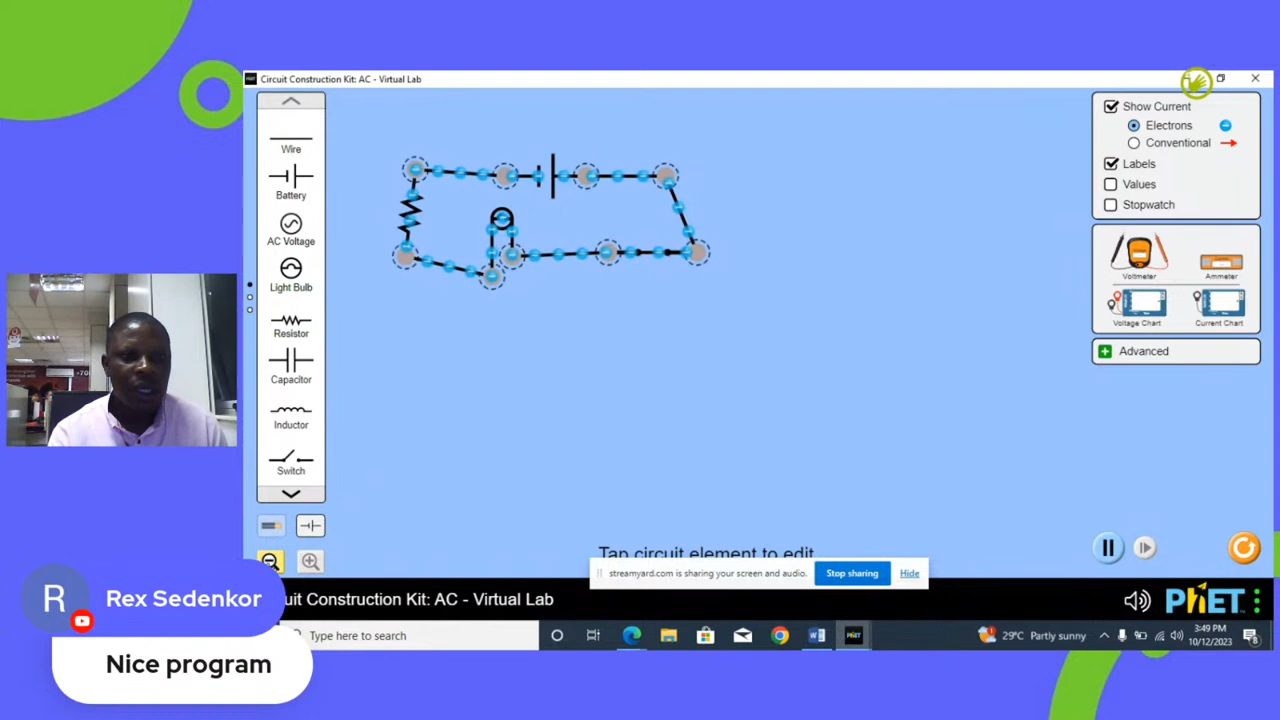 Circuit Construction Kit: AC - Virtual Lab
Wire
Battery
AC Voltage
Light Bulb
Resistor
Capacitor
Inductor
Switch
Show Current
Electrons
Conventional
Labels
Values
Stopwatch
Voltmeter
Ammeter
Voltage Chart
Current Chart
Advanced
Tap circuit element to edit
streamyard.com is sharing your screen and audio.
Stop sharing
Hide
cuit Construction Kit: AC - Virtual Lab
PhET
Type here to search
29°C Partly sunny
3:49 PM
10/12/2023
8
R
Rex Sedenkor
Nice program